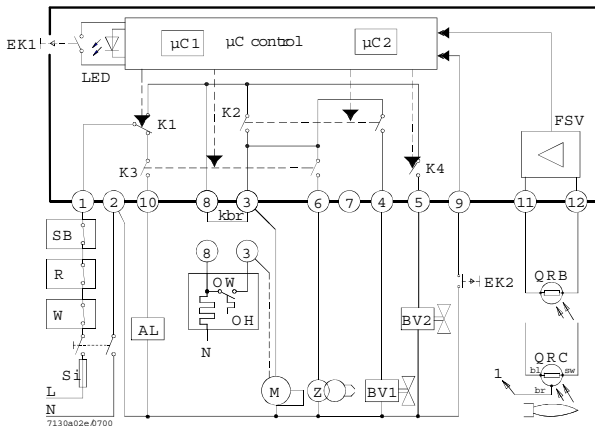 µC1
µC control
µC2
EK1
LED
FSV
K1
K2
K3
K4
1
2
10
8
3
6
7
4
5
9
11
12
kbr
SB
R
W
8
3
OW
OH
N
AL
EK2
QRB
BV2
QRC
bl
sw
br
1
Si
L
N
M
Z
BV1
7130a02e/0700